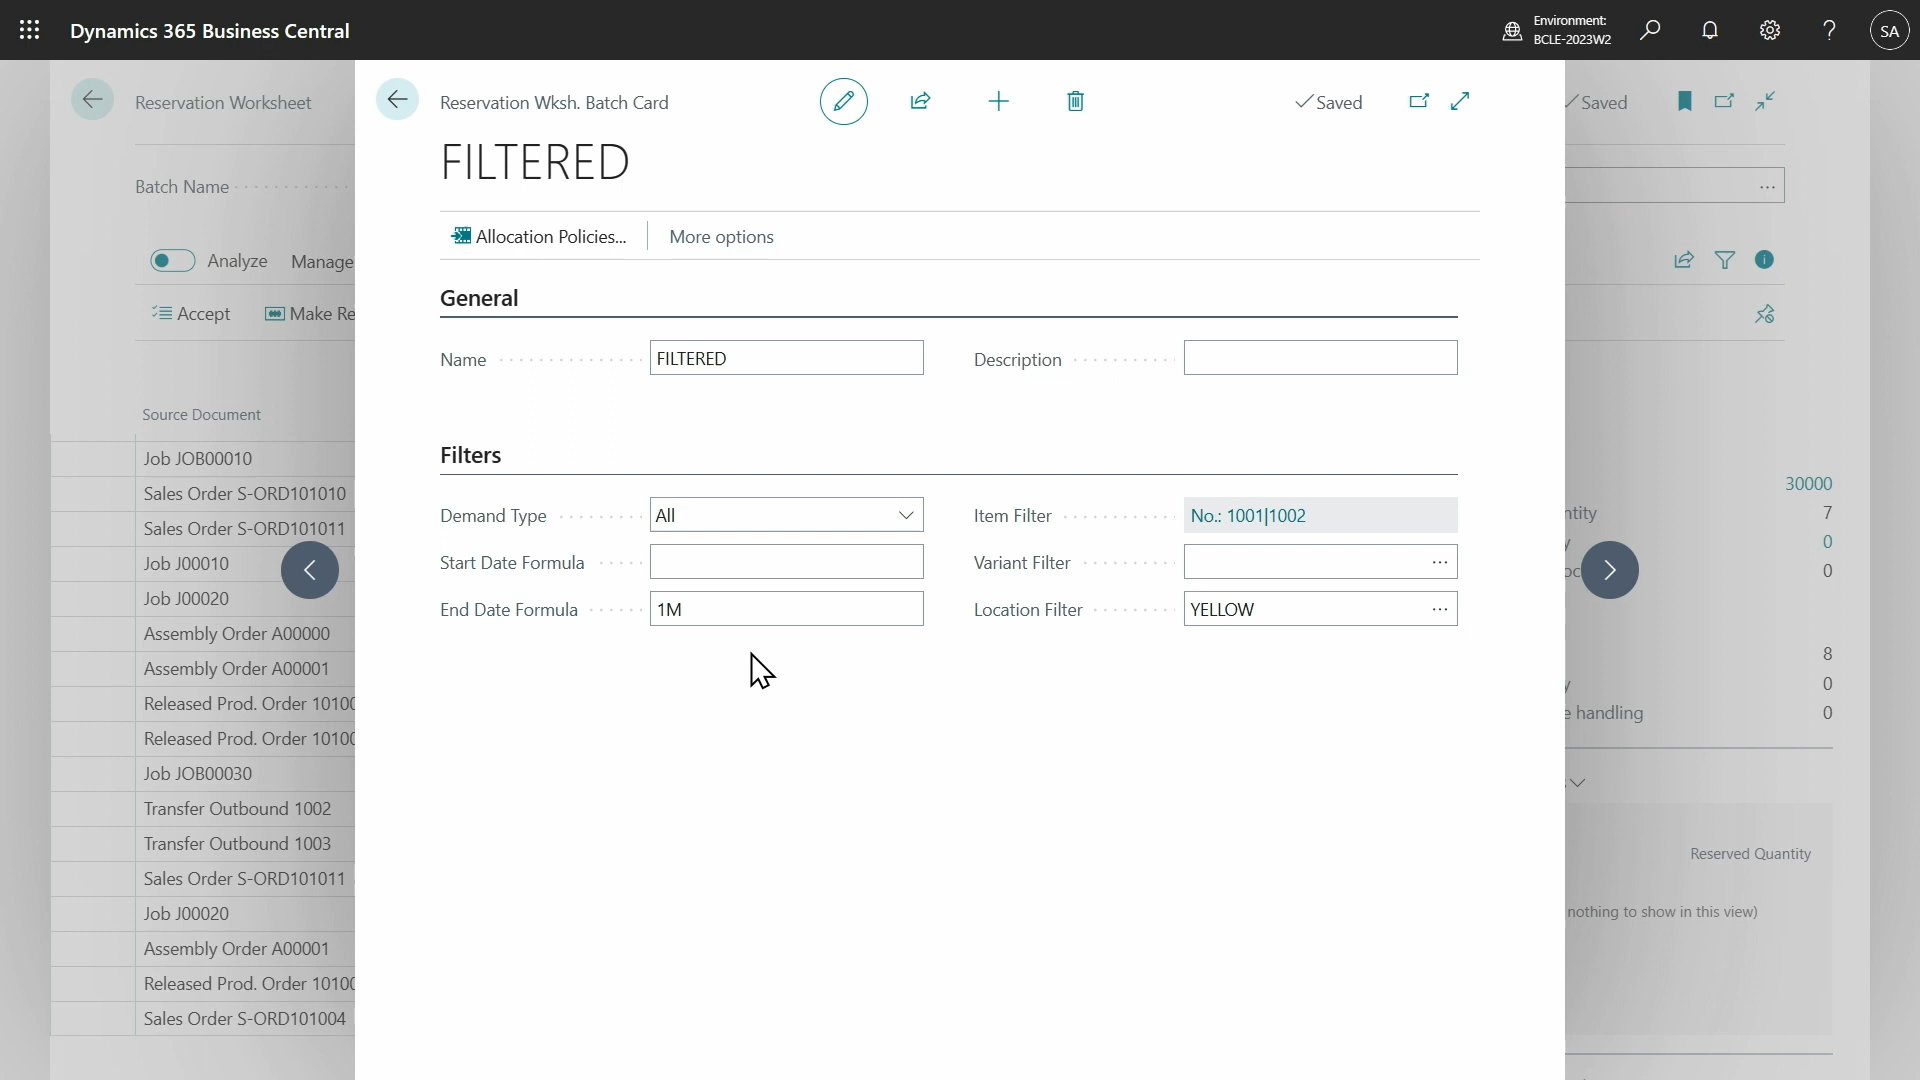 Dynamics 365 Business Central
Environment:
BCLE-2023W2
SA
Reservation Worksheet
Reservation Wksh. Batch Card
Saved
Saved
FILTERED
Batch Name
Allocation Policies...
More options
Analyze
Manage
General
Accept
Make Re
Name
FILTERED
Description
Source Document
Filters
Job JOB00010
Sales Order S-ORD101010
Sales Order S-ORD101011
Job J00010
Job J00020
Assembly Order A00000
Assembly Order A00001
Released Prod. Order 10100
Released Prod. Order 10100
Job JOB00030
Transfer Outbound 1002
Transfer Outbound 1003
Sales Order S-ORD101011
Job J00020
Assembly Order A00001
Released Prod. Order 10100
Sales Order S-ORD101004
Demand Type
All
Item Filter
No.: 1001|1002
Start Date Formula
Variant Filter
End Date Formula
1M
Location Filter
YELLOW
30000
ntity
7
y
0
oc
0
8
y
0
e handling
0
Reserved Quantity
nothing to show in this view)